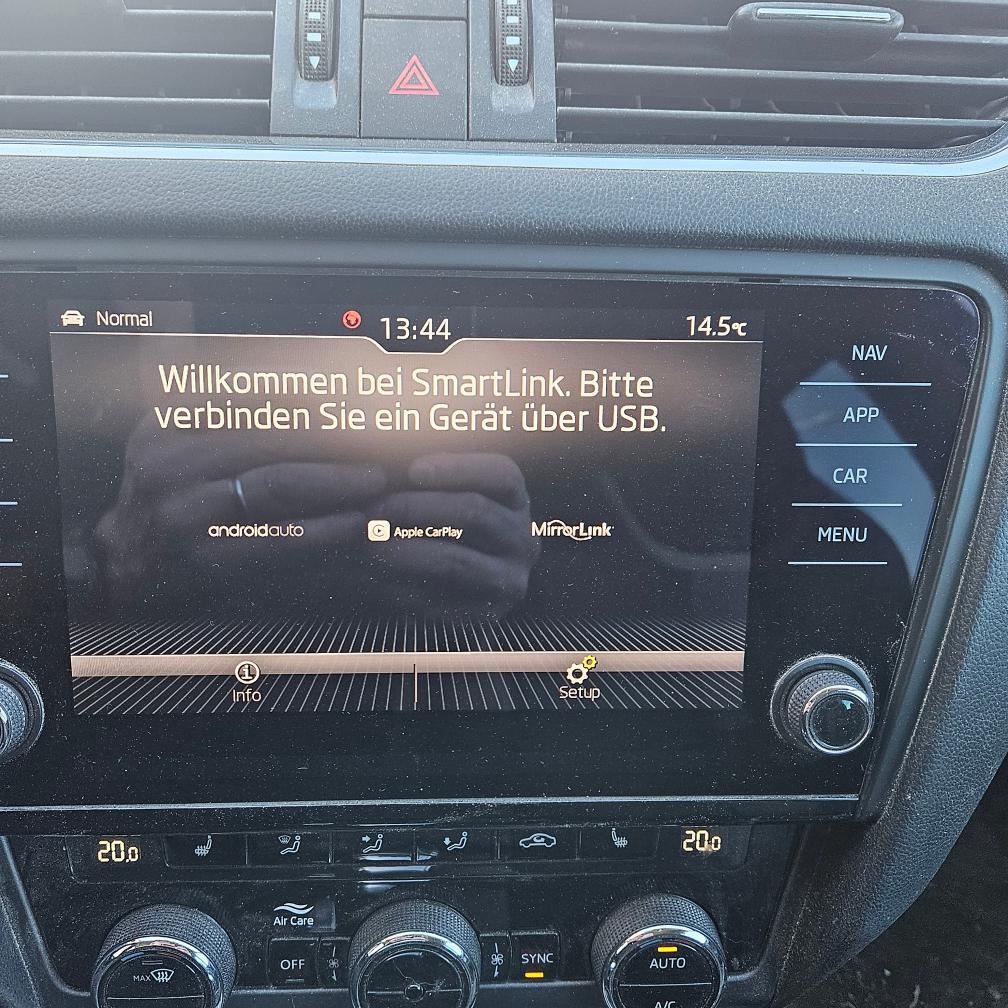 Normal
13:44
14.5°C
Willkommen bei SmartLink. Bitte
verbinden Sie ein Gerät über USB.
androidauto
Apple CarPlay
MirrorLink
Info
Setup
NAV
APP
CAR
MENU
20,0
20,0
Air Care
MAX
OFF
SYNC
AUTO
A/C